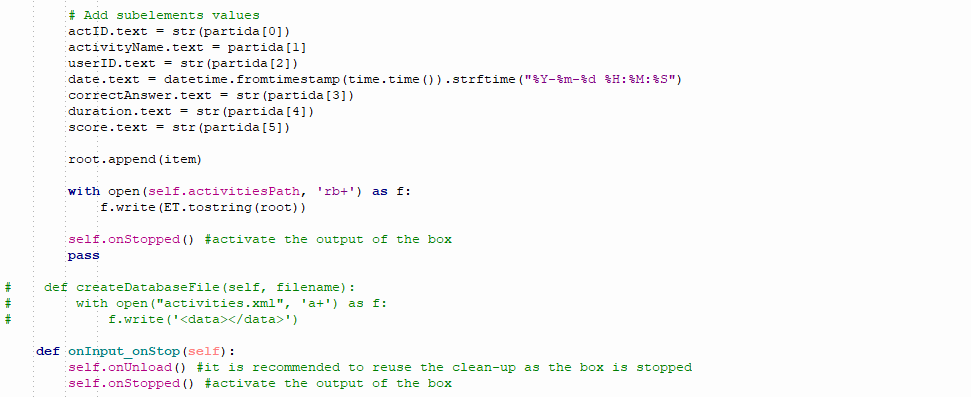 # Add subelements values
actID.text = str(partida[0])
activityName.text = partida[1]
userID.text = str(partida[2])
date.text = datetime.fromtimestamp(time.time()).strftime("%Y-%m-%d %H:%M:%S")
correctAnswer.text = str(partida[3])
duration.text = str(partida[4])
score.text = str(partida[5])
root.append(item)
with open(self.activitiesPath, 'rb+') as f:
f.write(ET.tostring(root))
self.onStopped() #activate the output of the box
pass
# def createDatabaseFile(self, filename):
# with open("activities.xml", 'a+') as f:
# f.write('<data></data>')
def onInput_onStop(self):
self.onUnload() #it is recommended to reuse the clean-up as the box is stopped
self.onStopped() #activate the output of the box